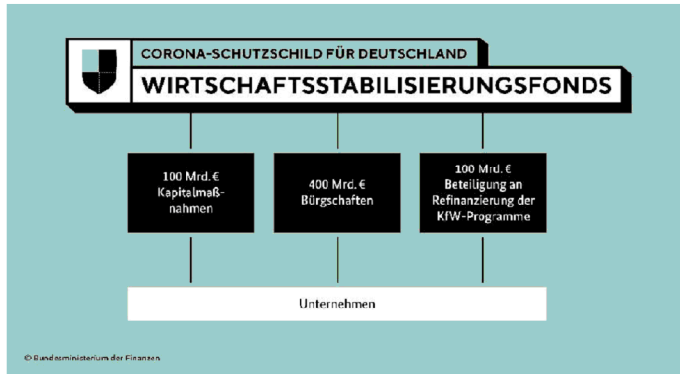 CORONA-SCHUTZSCHILD FÜR DEUTSCHLAND
WIRTSCHAFTSSTABILISIERUNGSFONDS
100 Mrd. €
Kapitalmaß-
nahmen
400 Mrd. €
Bürgschaften
100 Mrd. €
Beteiligung an
Refinanzierung der
KfW-Programme
Unternehmen
© Bundesministerium der Finanzen